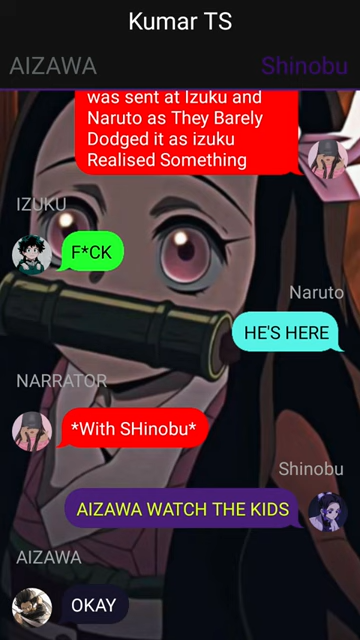 Kumar TS
AIZAWA
Shinobu
was sent at Izuku and
Naruto as They Barely
Dodged it as izuku
Realised Something
IZUKU
F*CK
Naruto
HE'S HERE
NARRATOR
*With SHinobu*
Shinobu
AIZAWA WATCH THE KIDS
AIZAWA
OKAY